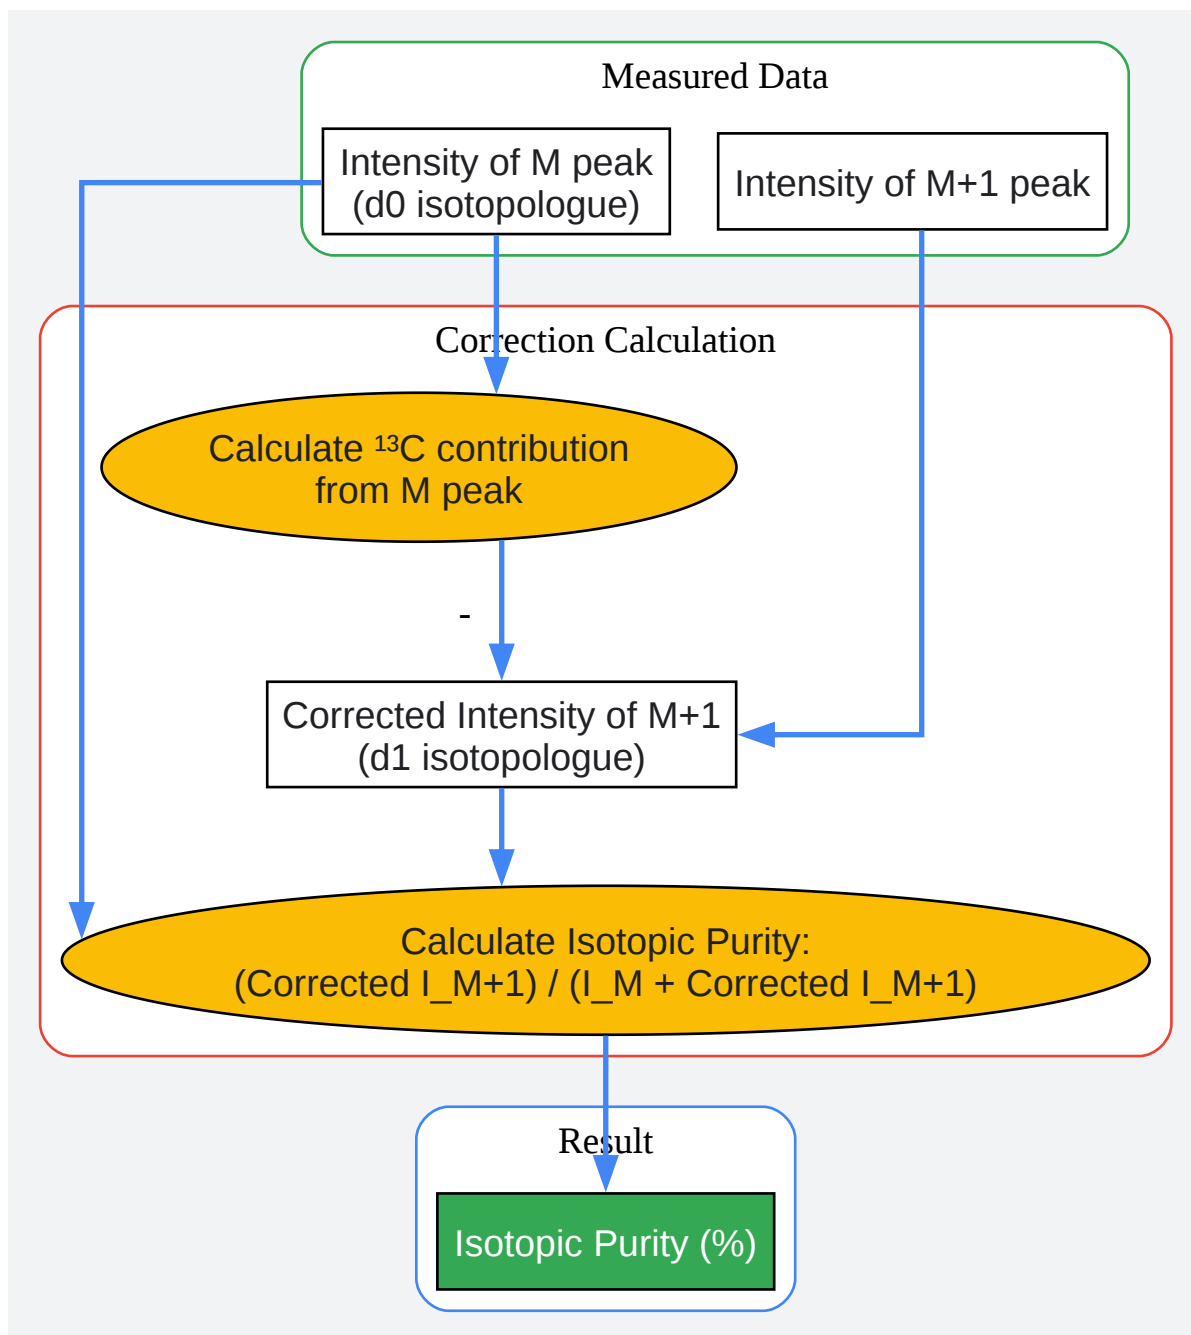 Measured Data
Intensity of M peak
(d0 isotopologue)
Intensity of M+1 peak
Correction Calculation
Calculate ¹³C contribution
from M peak
-
Corrected Intensity of M+1
(d1 isotopologue)
Calculate Isotopic Purity:
(Corrected I_M+1) / (I_M + Corrected I_M+1)
Result
Isotopic Purity (%)